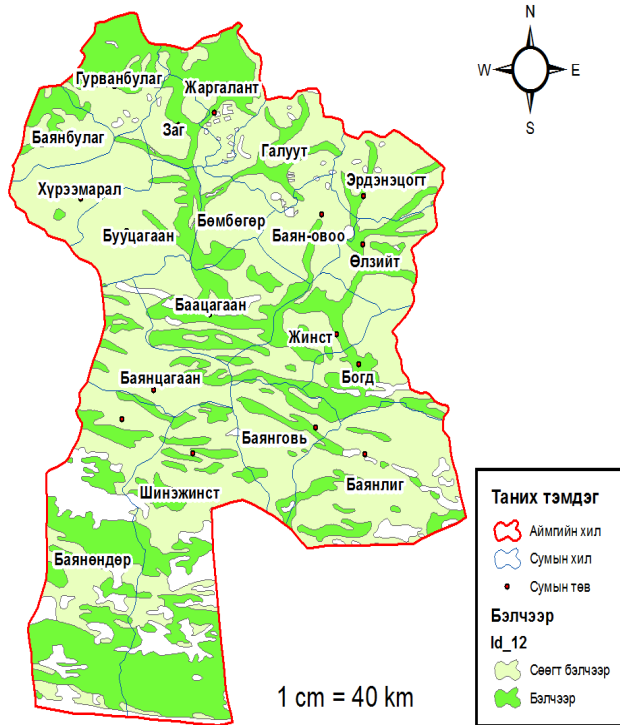 N
W E
S
Гурванбулаг
Жаргалант
Заг
Баянбулаг
Галуут
Эрдэнэцогт
Хүрээмарал
Бөмбөгөр
Бууцагаан
Баян-овоо
Өлзийт
Баацагаан
Жинст
Богд
Баянцагаан
Баянговь
Баянлиг
Шинэжинст
Баянөндөр
Таних тэмдэг
Аймгийн хил
Сумын хил
Сумын төв
Бэлчээр
Id_12
Сөөгт бэлчээр
Бэлчээр
1 cm = 40 km